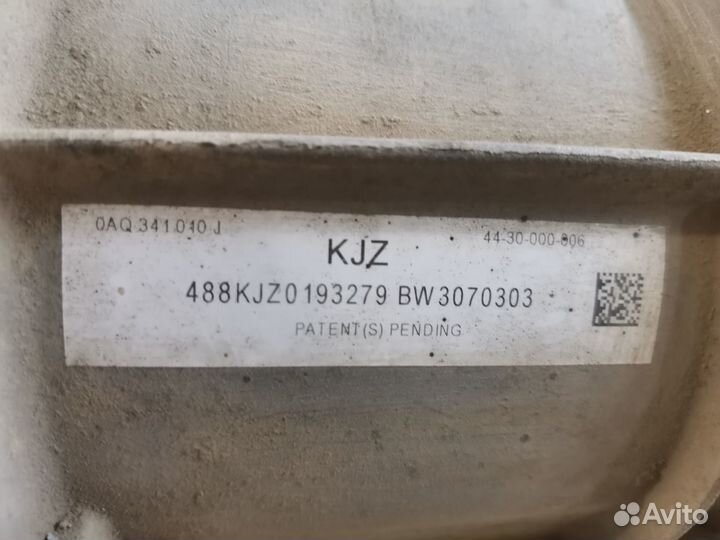 0AQ 341 010 J
44-30-000-806
KJZ
488KJZ0193279 BW3070303
PATENT(S) PENDING
Avito